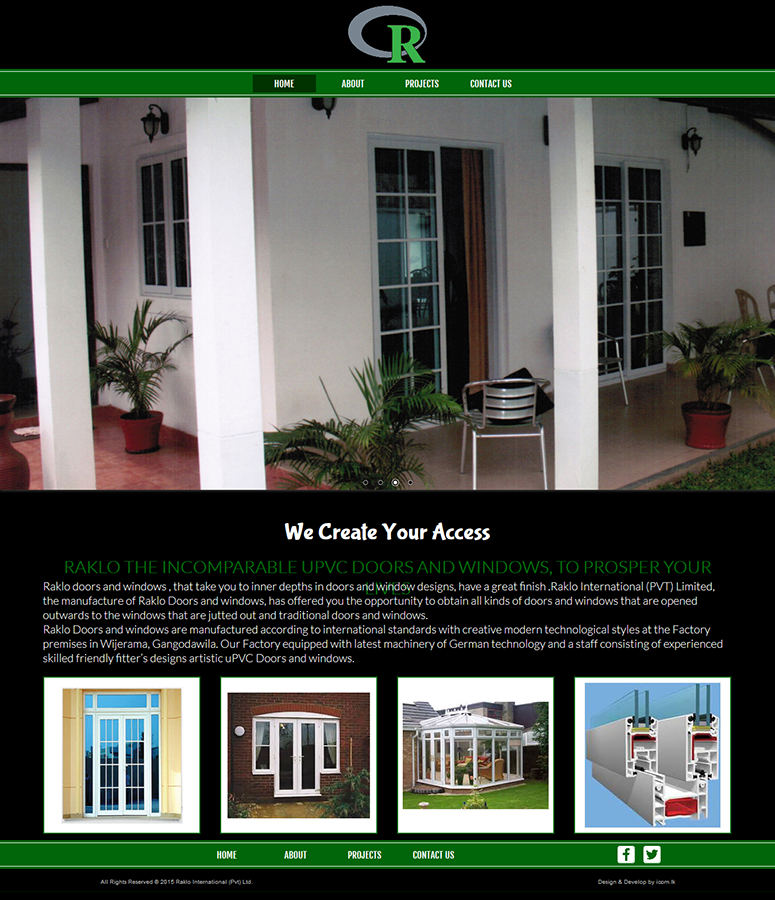 R
HOME ABOUT PROJECTS CONTACT US
We Create Your Access
RAKLO THE INCOMPARABLE UPVC DOORS AND WINDOWS, TO PROSPER YOUR
LIVES
Raklo doors and windows , that take you to inner depths in doors and window designs, have a great finish .Raklo International (PVT) Limited,
the manufacture of Raklo Doors and windows, has offered you the opportunity to obtain all kinds of doors and windows that are opened
outwards to the windows that are jutted out and traditional doors and windows.
Raklo Doors and windows are manufactured according to international standards with creative modern technological styles at the Factory
premises in Wijerama, Gangodawila. Our Factory equipped with latest machinery of German technology and a staff consisting of experienced
skilled friendly fitter's designs artistic uPVC Doors and windows.
HOME ABOUT PROJECTS CONTACT US
All Rights Reserved © 2015 Raklo International (Pvt) Ltd. Design & Develop by icom.lk